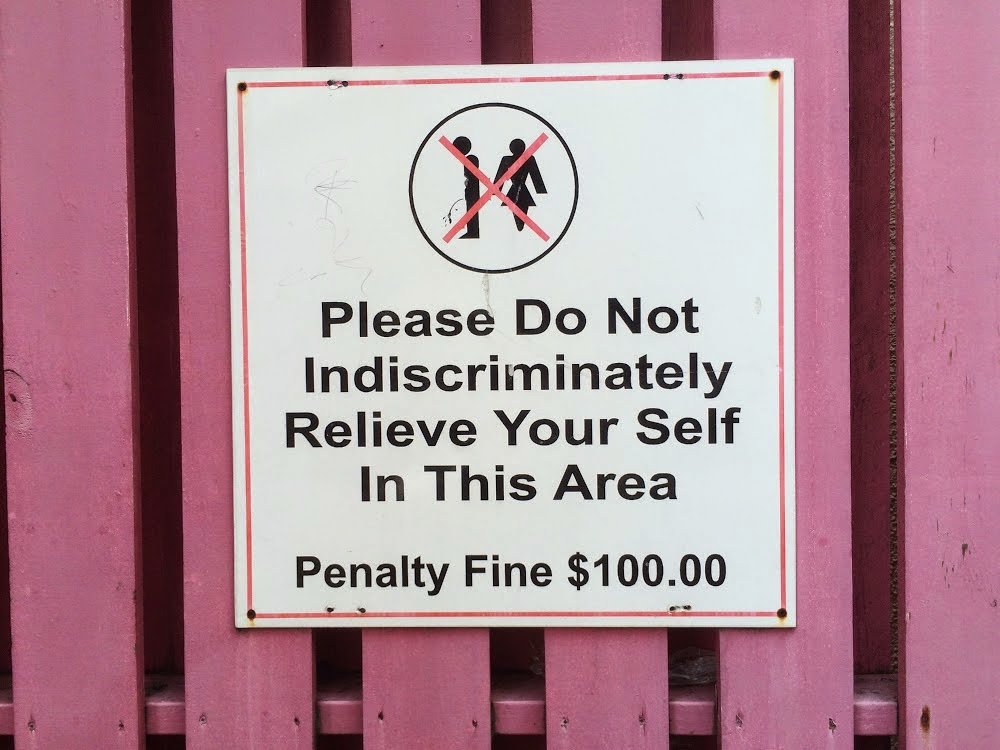 Please Do Not
Indiscriminately
Relieve Your Self
In This Area
Penalty Fine $100.00